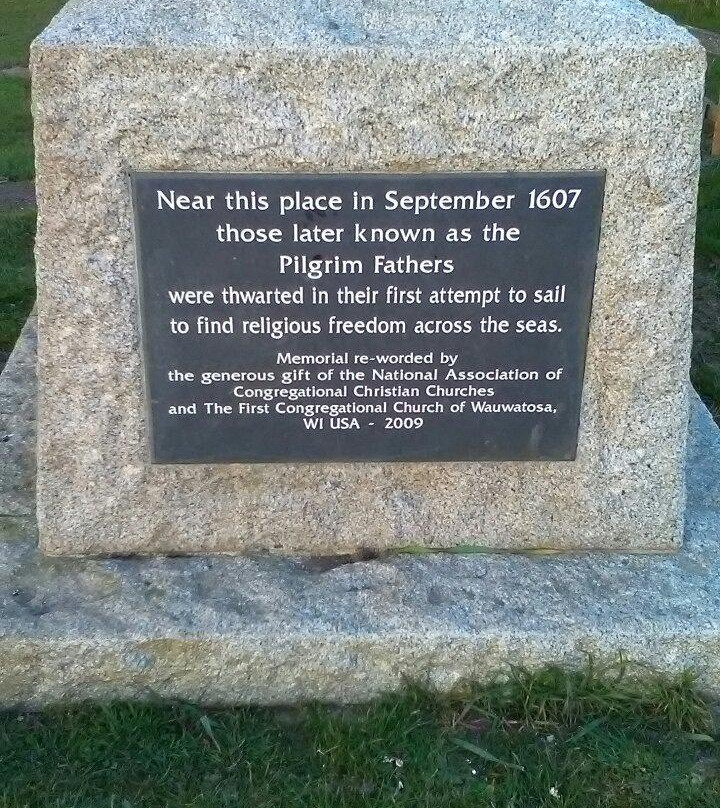 Near this place in September 1607
those later known as the
Pilgrim Fathers
were thwarted in their first attempt to sail
to find religious freedom across the seas.
Memorial re-worded by
the generous gift of the National Association of
Congregational Christian Churches
and The First Congregational Church of Wauwatosa,
WI USA - 2009